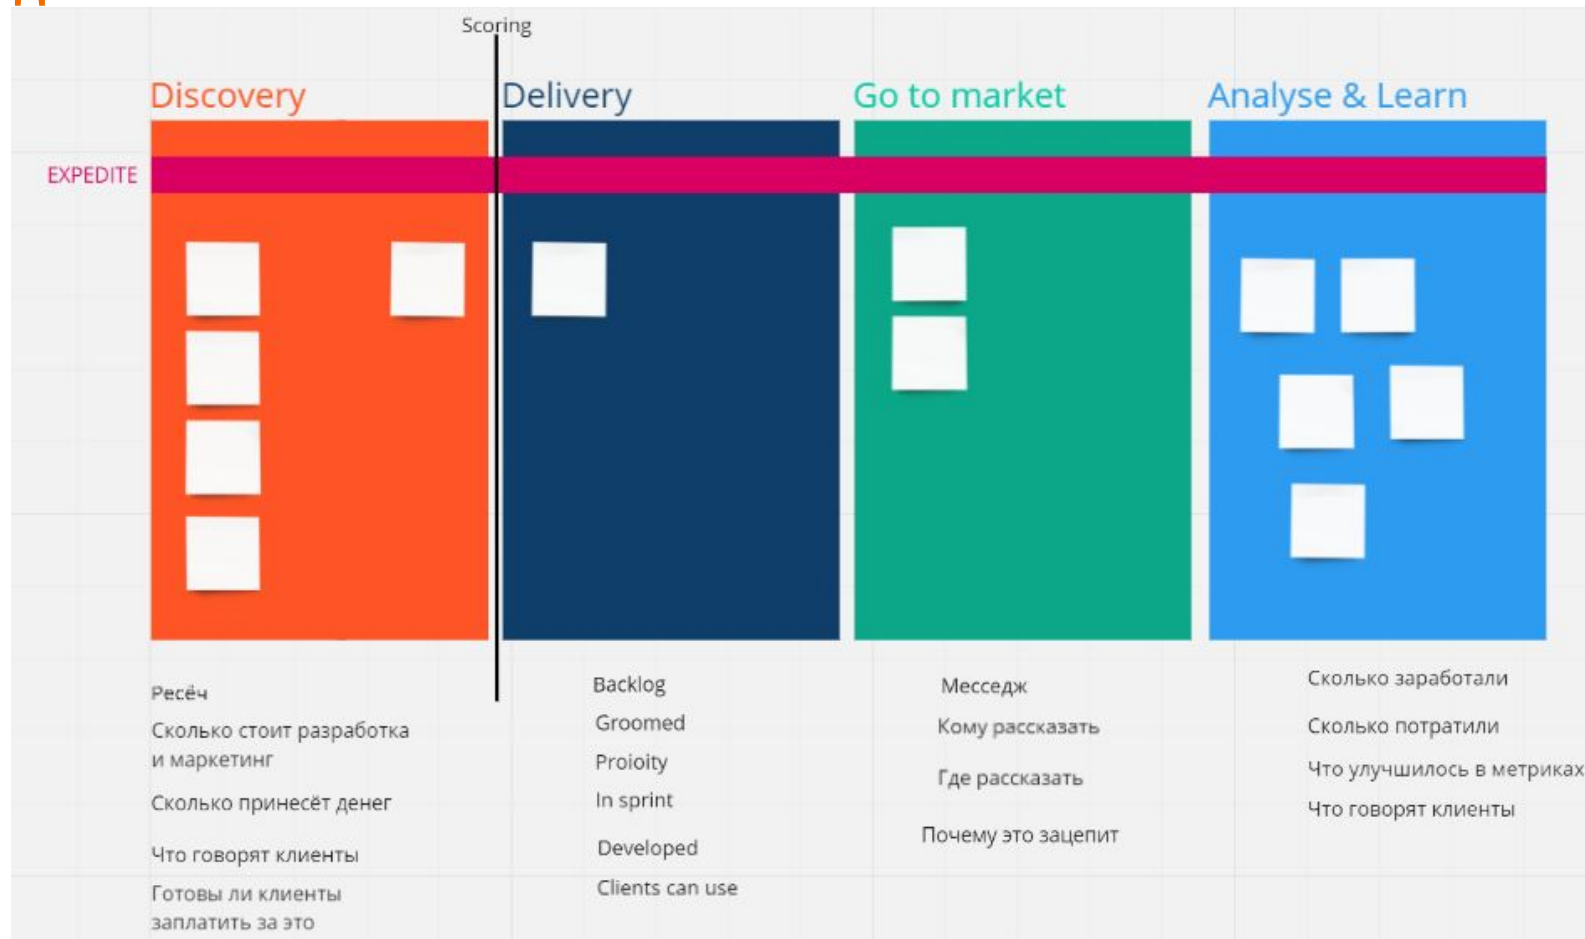 Scoring
Discovery
Delivery
Go to market
Analyse & Learn
EXPEDITE
Ресёч
Сколько стоит разработка
и маркетинг
Сколько принесёт денег
Что говорят клиенты
Готовы ли клиенты
заплатить за это
Backlog
Groomed
Proioity
In sprint
Developed
Clients can use
Месседж
Кому рассказать
Где рассказать
Почему это зацепит
Сколько заработали
Сколько потратили
Что улучшилось в метриках
Что говорят клиенты